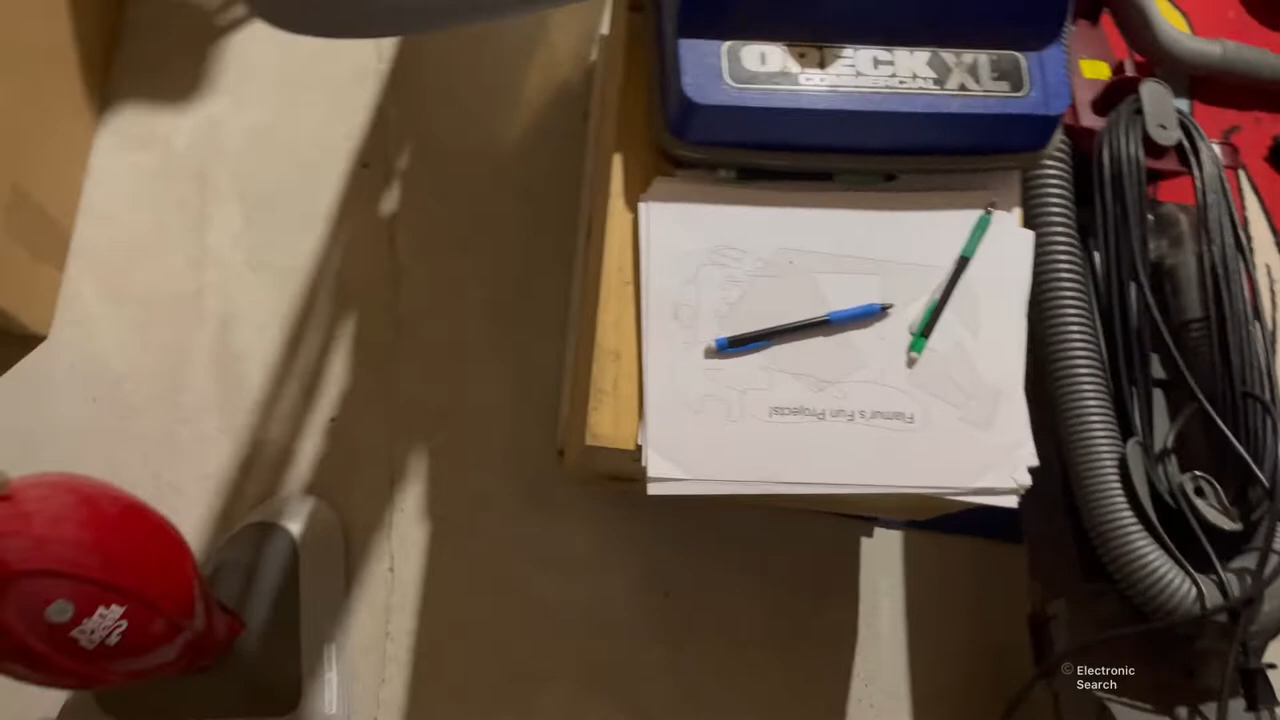 ORECK XL
COMMERCIAL
Flamur's Fun Projects!
© Electronic
Search